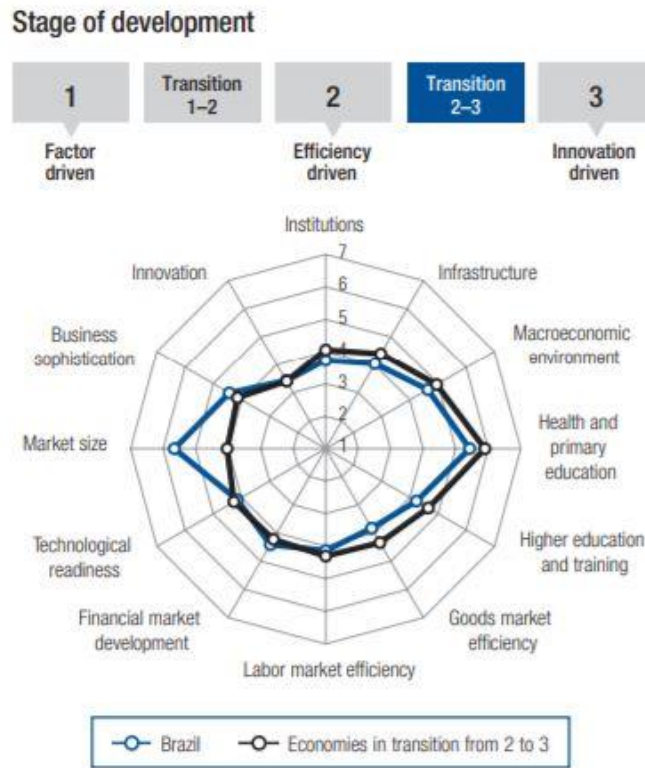 Stage of development
1
Transition
1–2
2
Transition
2–3
3
Factor
driven
Efficiency
driven
Innovation
driven
Institutions
7
6
5
4
3
2
1
Innovation
Infrastructure
Business
sophistication
Macroeconomic
environment
Market size
Health and
primary
education
Technological
readiness
Higher education
and training
Financial market
development
Goods market
efficiency
Labor market efficiency
Brazil
Economies in transition from 2 to 3